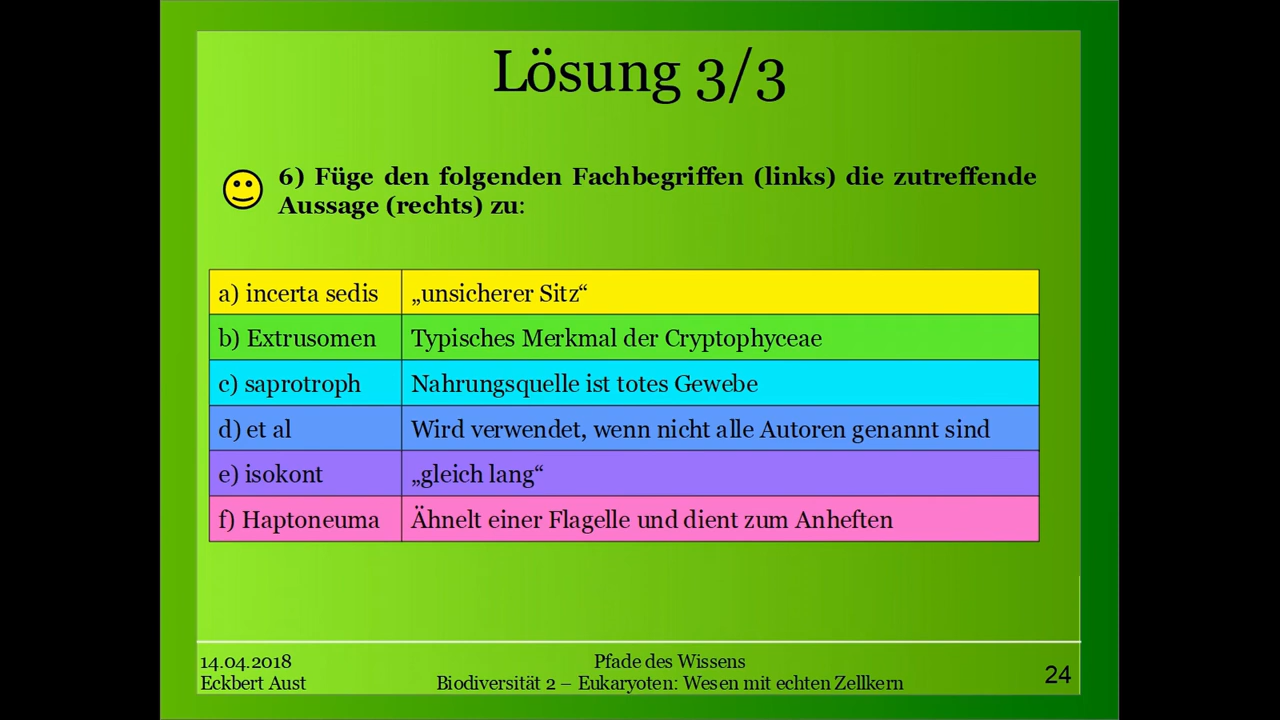 Lösung 3/3
6) Füge den folgenden Fachbegriffen (links) die zutreffende
Aussage (rechts) zu:
a) incerta sedis „unsicherer Sitz“
b) Extrusomen Typisches Merkmal der Cryptophyceae
c) saprotroph Nahrungsquelle ist totes Gewebe
d) et al Wird verwendet, wenn nicht alle Autoren genannt sind
e) isokont „gleich lang“
f) Haptoneuma Ähnelt einer Flagelle und dient zum Anheften
14.04.2018 Pfade des Wissens
Eckbert Aust Biodiversität 2 – Eukaryoten: Wesen mit echten Zellkern 24